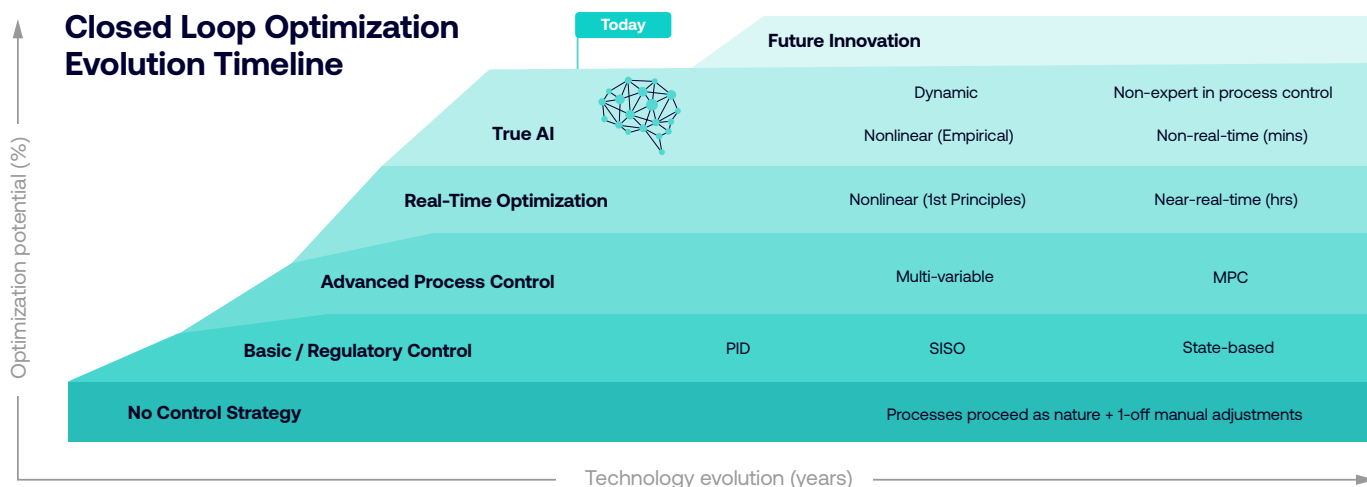 Closed Loop Optimization
Evolution Timeline
Today
Future Innovation
Dynamic
Non-expert in process control
True AI
Nonlinear (Empirical)
Non-real-time (mins)
Real-Time Optimization
Nonlinear (1st Principles)
Near-real-time (hrs)
Advanced Process Control
Multi-variable
MPC
Basic / Regulatory Control
PID
SISO
State-based
No Control Strategy
Processes proceed as nature + 1-off manual adjustments
Optimization potential (%)
Technology evolution (years)